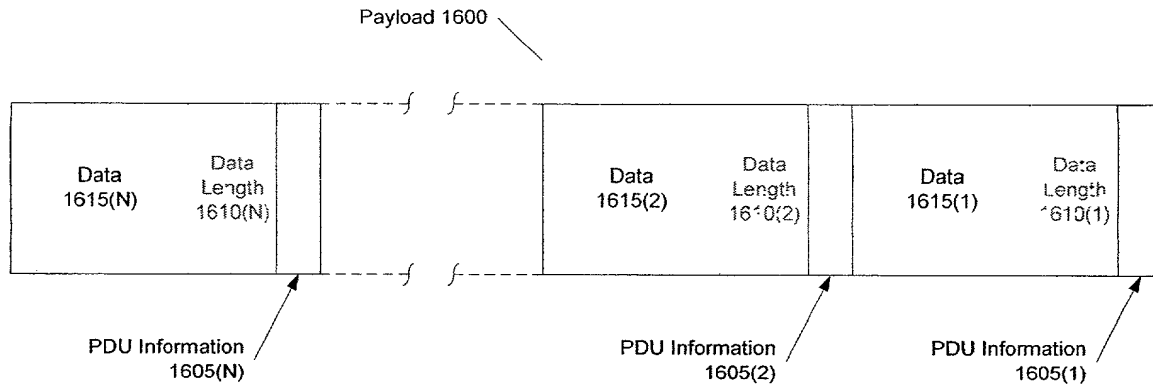 Payload 1600
Data
1615(N)
Data
Length
1610(N)
Data
1615(2)
Data
Length
1610(2)
Data
1615(1)
Data
Length
1610(1)
PDU Information
1605(N)
PDU Information
1605(2)
PDU Information
1605(1)